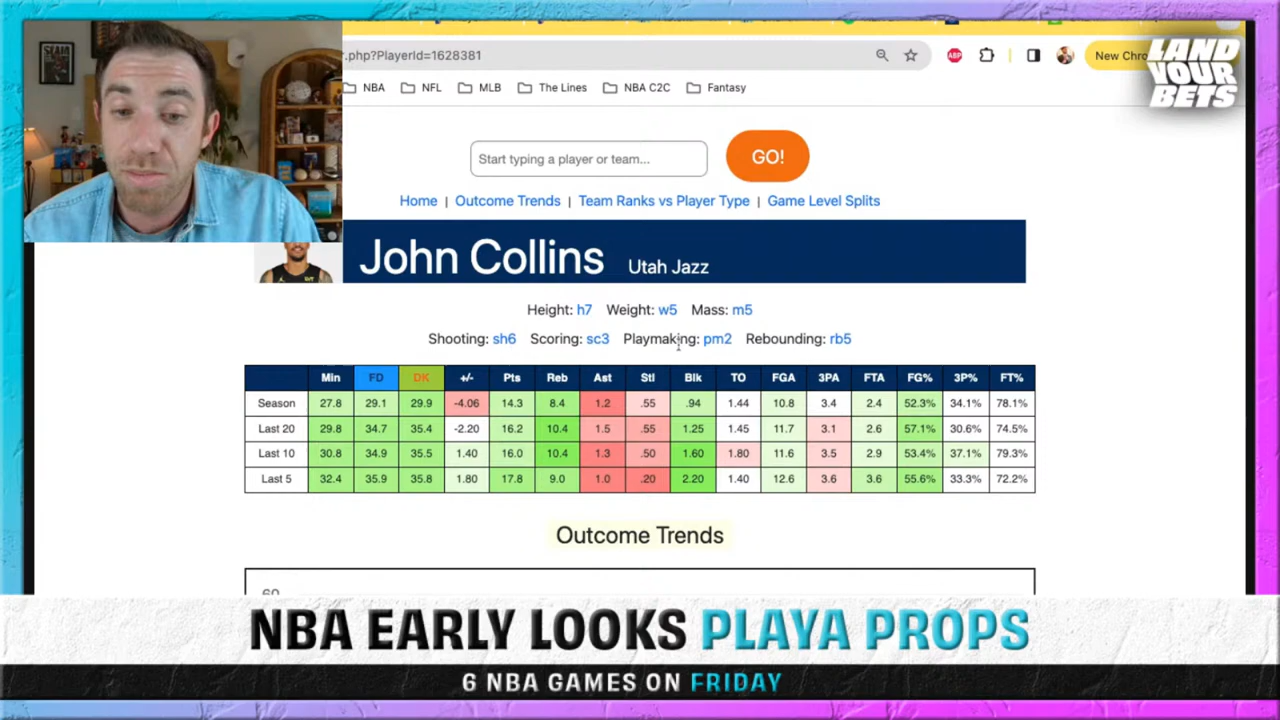 .php?PlayerId=1628381
ABP
New Chro
NBA NFL MLB The Lines NBA C2C Fantasy
LAND
YOUR
BETS
SLAM
Start typing a player or team...
GO!
Home | Outcome Trends | Team Ranks vs Player Type | Game Level Splits
John Collins Utah Jazz
Height: h7 Weight: w5 Mass: m5
Shooting: sh6 Scoring: sc3 Playmaking: pm2 Rebounding: rb5
Min FD DK +/- Pts Reb Ast Stl Blk TO FGA 3PA FTA FG% 3P% FT%
Season 27.8 29.1 29.9 -4.06 14.3 8.4 1.2 .55 .94 1.44 10.8 3.4 2.4 52.3% 34.1% 78.1%
Last 20 29.8 34.7 35.4 -2.20 16.2 10.4 1.5 .55 1.25 1.45 11.7 3.1 2.6 57.1% 30.6% 74.5%
Last 10 30.8 34.9 35.5 1.40 16.0 10.4 1.3 .50 1.60 1.80 11.6 3.5 2.9 53.4% 37.1% 79.3%
Last 5 32.4 35.9 35.8 1.80 17.8 9.0 1.0 .20 2.20 1.40 12.6 3.6 3.6 55.6% 33.3% 72.2%
Outcome Trends
60
NBA EARLY LOOKS PLAYA PROPS
6 NBA GAMES ON FRIDAY